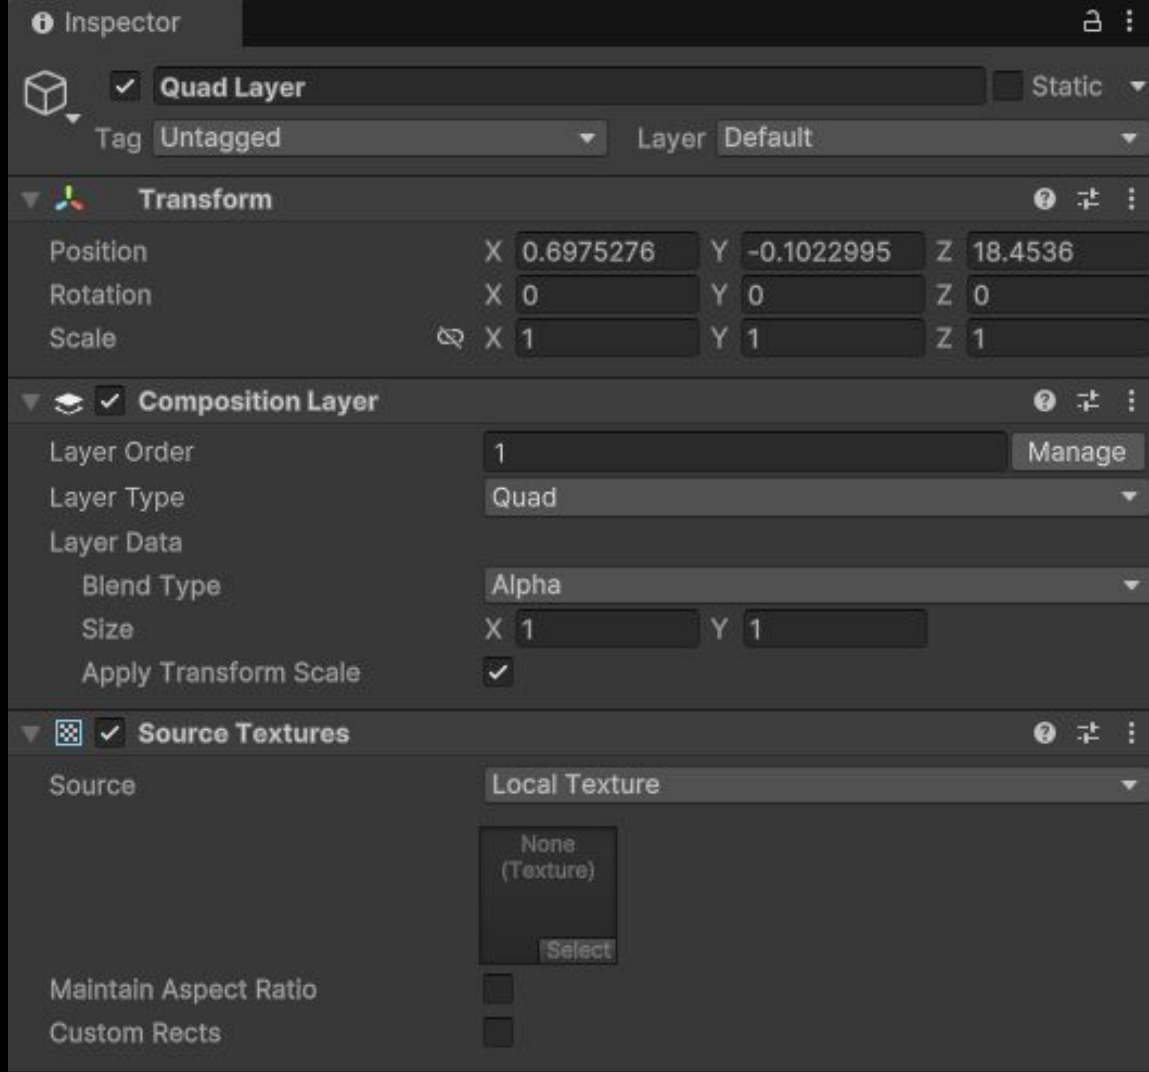 Inspector
Quad Layer Static
Tag Untagged Layer Default
Transform
Position X 0.6975276 Y -0.1022995 Z 18.4536
Rotation X 0 Y 0 Z 0
Scale X 1 Y 1 Z 1
Composition Layer
Layer Order 1 Manage
Layer Type Quad
Layer Data
Blend Type Alpha
Size X 1 Y 1
Apply Transform Scale
Source Textures
Source Local Texture
None
(Texture)
Select
Maintain Aspect Ratio
Custom Rects